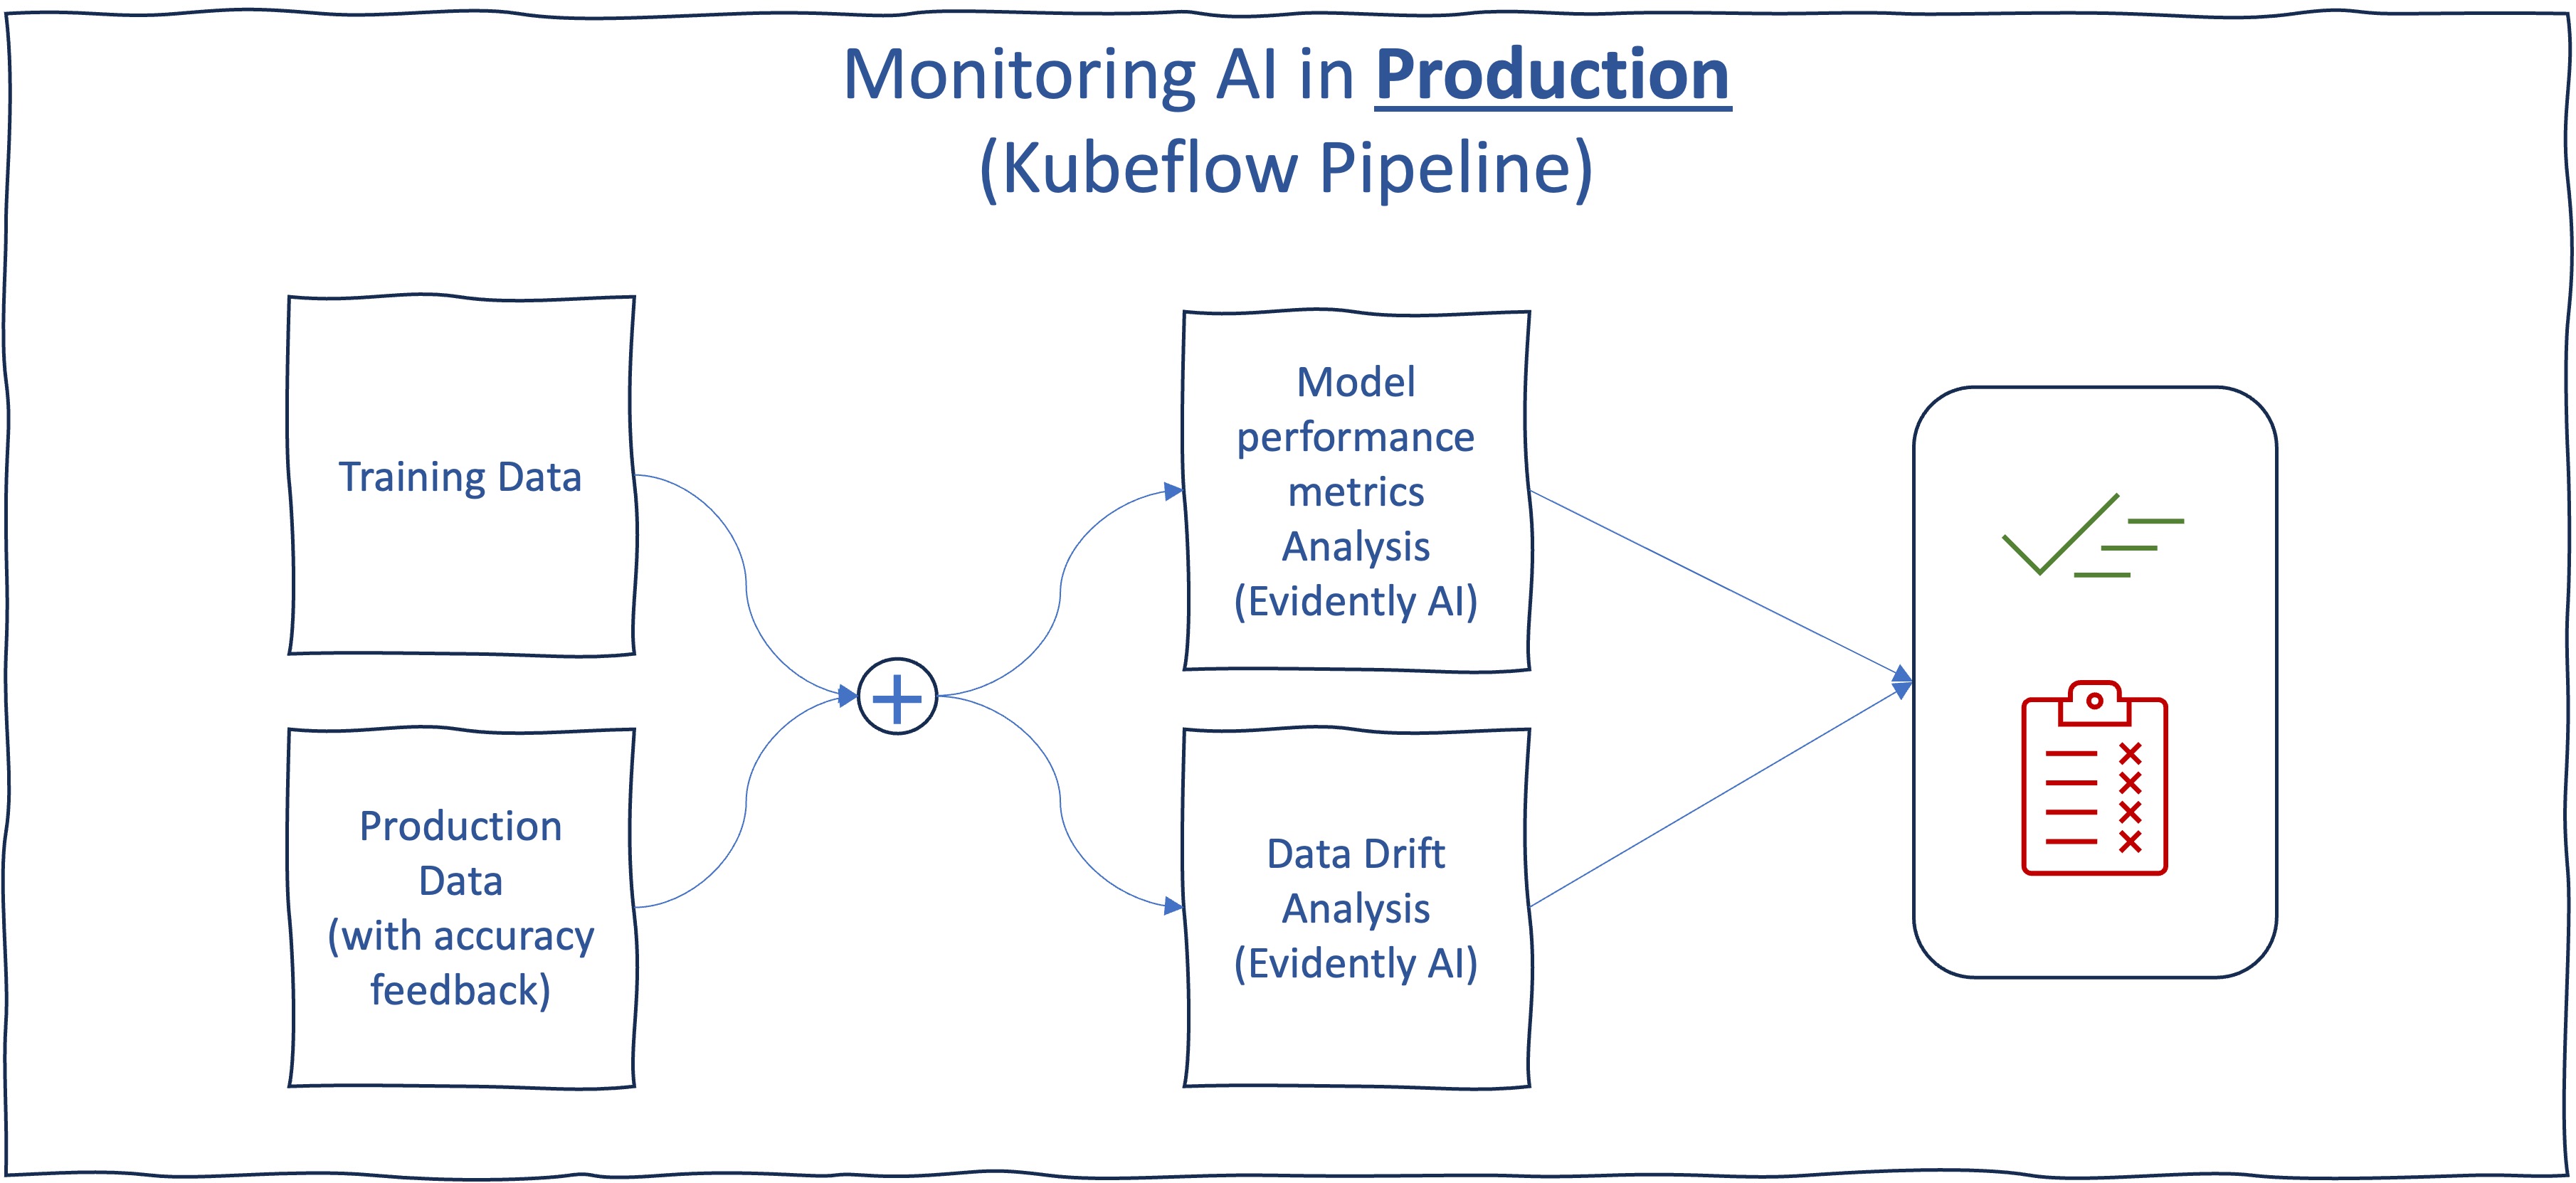 Monitoring AI in Production
(Kubeflow Pipeline)
Training Data
Production
Data
(with accuracy
feedback)
Model
performance
metrics
Analysis
(Evidently AI)
Data Drift
Analysis
(Evidently AI)